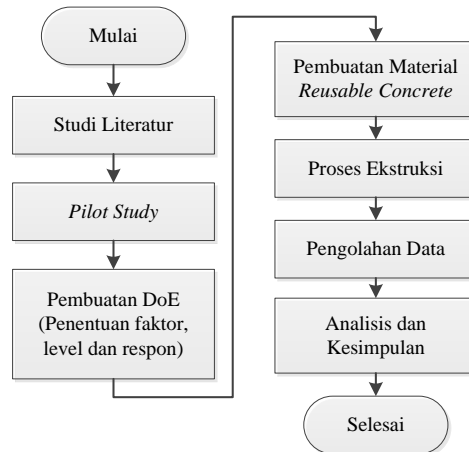 Mulai
Studi Literatur
Pilot Study
Pembuatan DoE
(Penentuan faktor,
level dan respon)
Pembuatan Material
Reusable Concrete
Proses Ekstruksi
Pengolahan Data
Analisis dan
Kesimpulan
Selesai